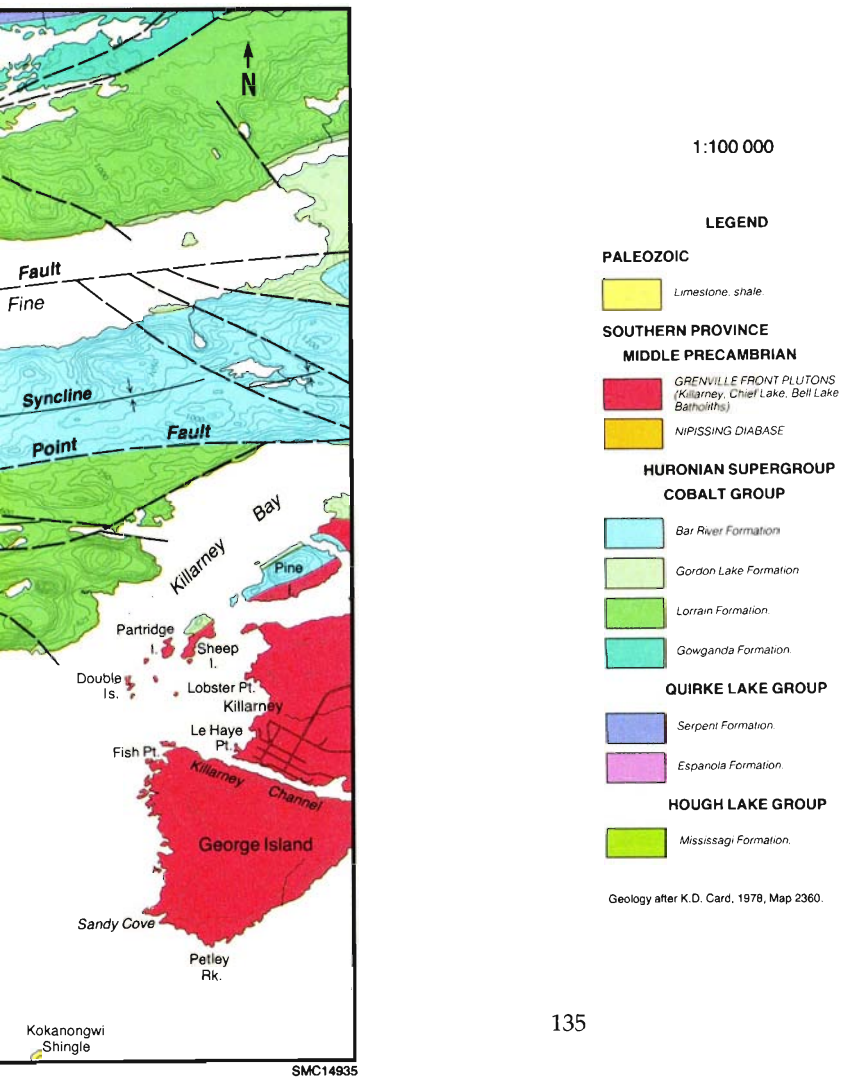 N
1000
Fault
Fine
Syncline
1000
Point Fault
Killarney Bay
Pine
I.
Partridge
I.
Sheep
I.
Double
Is.
Lobster Pt.
Killarney
Le Haye
Pt.
Fish Pt.
Killarney Channel
George Island
Sandy Cove
Petley
Rk.
Kokanongwi
Shingle
SMC14935
1:100 000
LEGEND
PALEOZOIC
Limestone, shale.
SOUTHERN PROVINCE
MIDDLE PRECAMBRIAN
GRENVILLE FRONT PLUTONS
(Killarney, Chief Lake, Bell Lake
Batholiths)
NIPISSING DIABASE
HURONIAN SUPERGROUP
COBALT GROUP
Bar River Formation
Gordon Lake Formation
Lorrain Formation.
Gowganda Formation.
QUIRKE LAKE GROUP
Serpent Formation.
Espanola Formation.
HOUGH LAKE GROUP
Mississagi Formation.
Geology after K.D. Card, 1978, Map 2360.
135